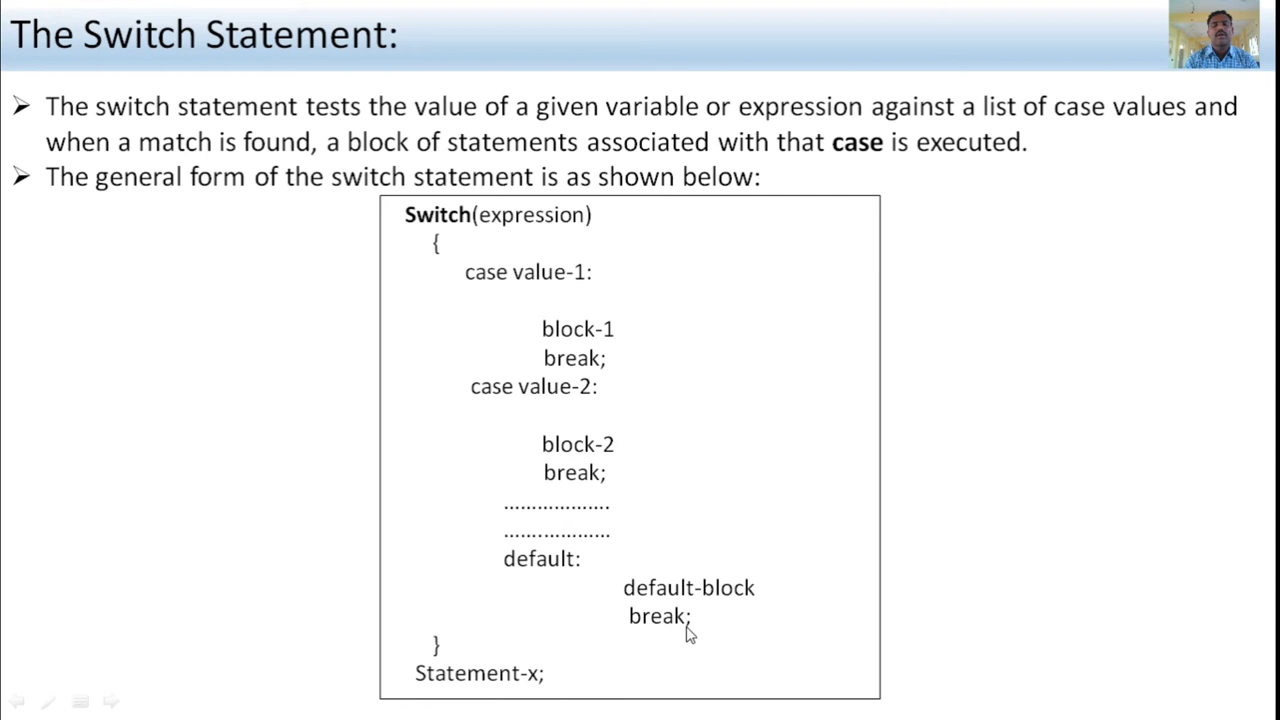 The Switch Statement:
➢ The switch statement tests the value of a given variable or expression against a list of case values and
when a match is found, a block of statements associated with that case is executed.
➢ The general form of the switch statement is as shown below:
Switch(expression)
{
case value-1:
block-1
break;
case value-2:
block-2
break;
...................
...................
default:
default-block
break;
}
Statement-x;